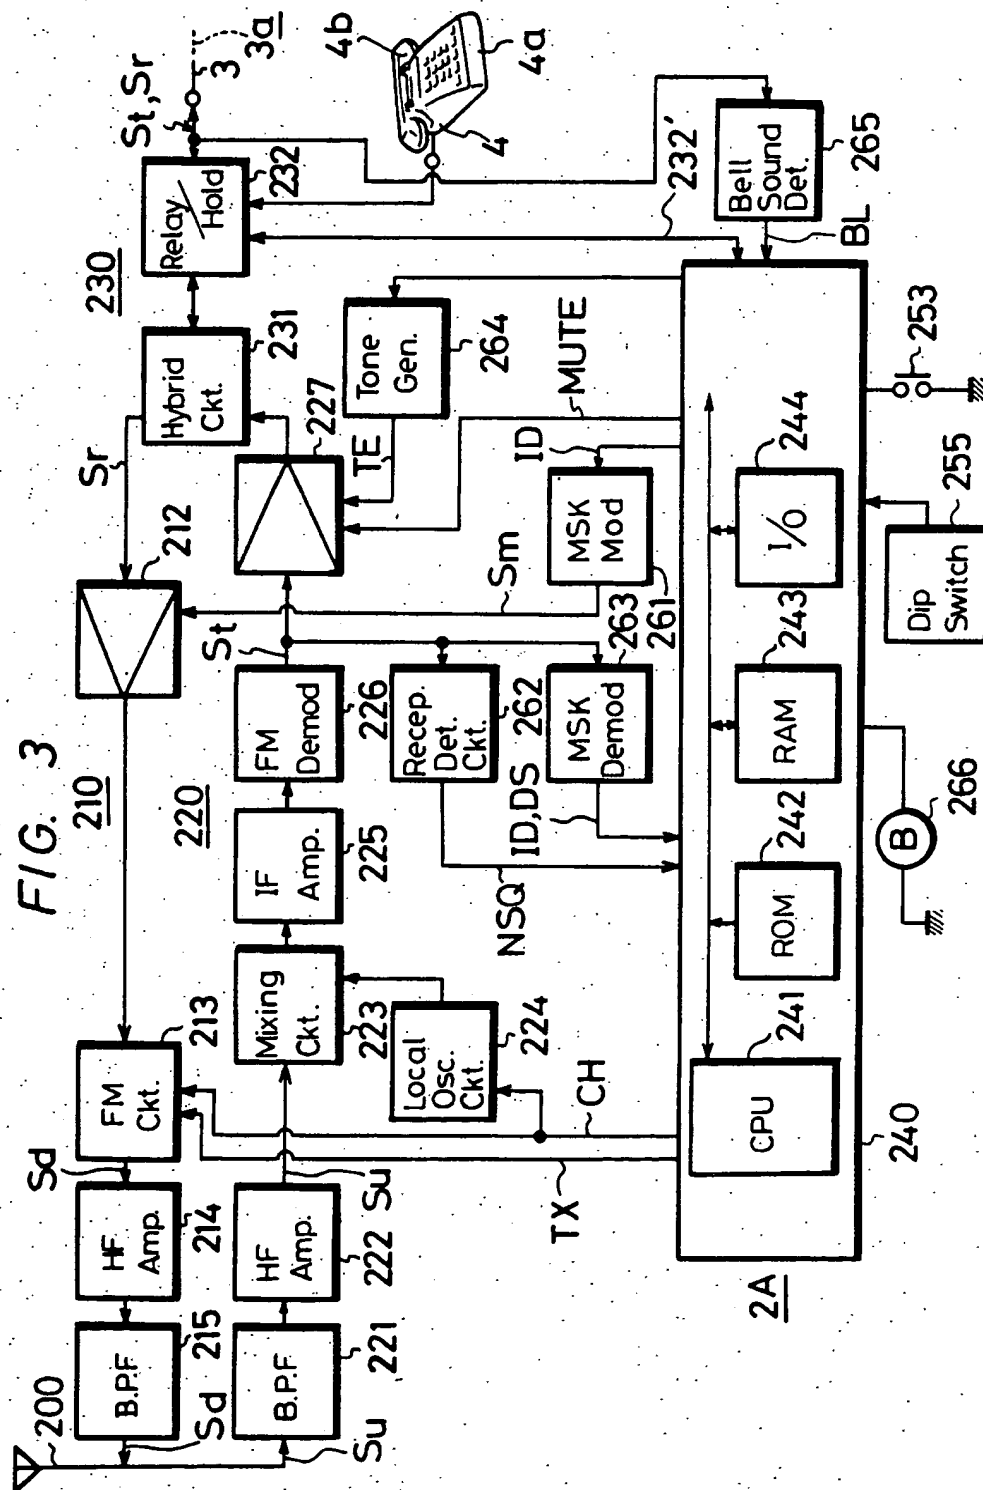 FIG. 3
200
B.P.F
215
Sd
HF
Amp.
214
Sd
FM
Ckt.
213
210
212
Sr
Hybrid
Ckt.
231
230
Relay/
Hold
232
St,Sr
3
3a
Su
B.P.F
221
HF
Amp.
222
Su
Mixing
Ckt.
223
IF
Amp.
225
220
FM
Demod
226
St
227
4b
4a
4
Local
Osc.
Ckt.
224
Recep.
Det.
Ckt.
262
TE
Tone
Gen.
264
TX
CH
NSQ
ID,DS
MSK
Demod
263
Sm
MSK
Mod
261
ID
MUTE
232'
Bell
Sound
Det.
265
BL
2A
240
CPU
241
ROM
242
RAM
243
I/O
244
B
266
Dip
Switch
255
253